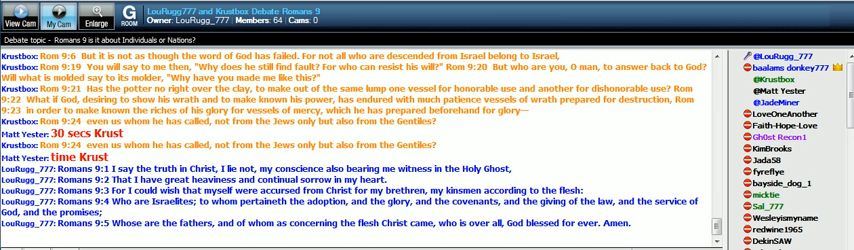 LouRugg777 and Krustbox Debate Romans 9
Owner: LouRugg_777 | Members: 64 | Cams: 0
View Cam
My Cam
Enlarge
G
ROOM
Debate topic - Romans 9 is it about Individuals or Nations?
Krustbox: Rom 9:6 But it is not as though the word of God has failed. For not all who are descended from Israel belong to Israel,
Krustbox: Rom 9:19 You will say to me then, "Why does he still find fault? For who can resist his will?" Rom 9:20 But who are you, O man, to answer back to God?
Will what is molded say to its molder, "Why have you made me like this?"
Krustbox: Rom 9:21 Has the potter no right over the clay, to make out of the same lump one vessel for honorable use and another for dishonorable use? Rom
9:22 What if God, desiring to show his wrath and to make known his power, has endured with much patience vessels of wrath prepared for destruction, Rom
9:23 in order to make known the riches of his glory for vessels of mercy, which he has prepared beforehand for glory—
Krustbox: Rom 9:24 even us whom he has called, not from the Jews only but also from the Gentiles?
Matt Yester: 30 secs Krust
Krustbox: Rom 9:24 even us whom he has called, not from the Jews only but also from the Gentiles?
Matt Yester: time Krust
LouRugg_777: Romans 9:1 I say the truth in Christ, I lie not, my conscience also bearing me witness in the Holy Ghost,
LouRugg_777: Romans 9:2 That I have great heaviness and continual sorrow in my heart.
LouRugg_777: Romans 9:3 For I could wish that myself were accursed from Christ for my brethren, my kinsmen according to the flesh:
LouRugg_777: Romans 9:4 Who are Israelites; to whom pertaineth the adoption, and the glory, and the covenants, and the giving of the law, and the service of
God, and the promises;
LouRugg_777: Romans 9:5 Whose are the fathers, and of whom as concerning the flesh Christ came, who is over all, God blessed for ever. Amen.
@LouRugg_777
baalams donkey777
@Krustbox
@Matt Yester
@JadeMiner
LoveOneAnother
Faith-Hope-Love
Gh0st Recon1
KimBrooks
Jada58
fyreflye
bayside_dog_1
micktie
Sal_777
Wesleyismyname
redwine1965
DekinSAW